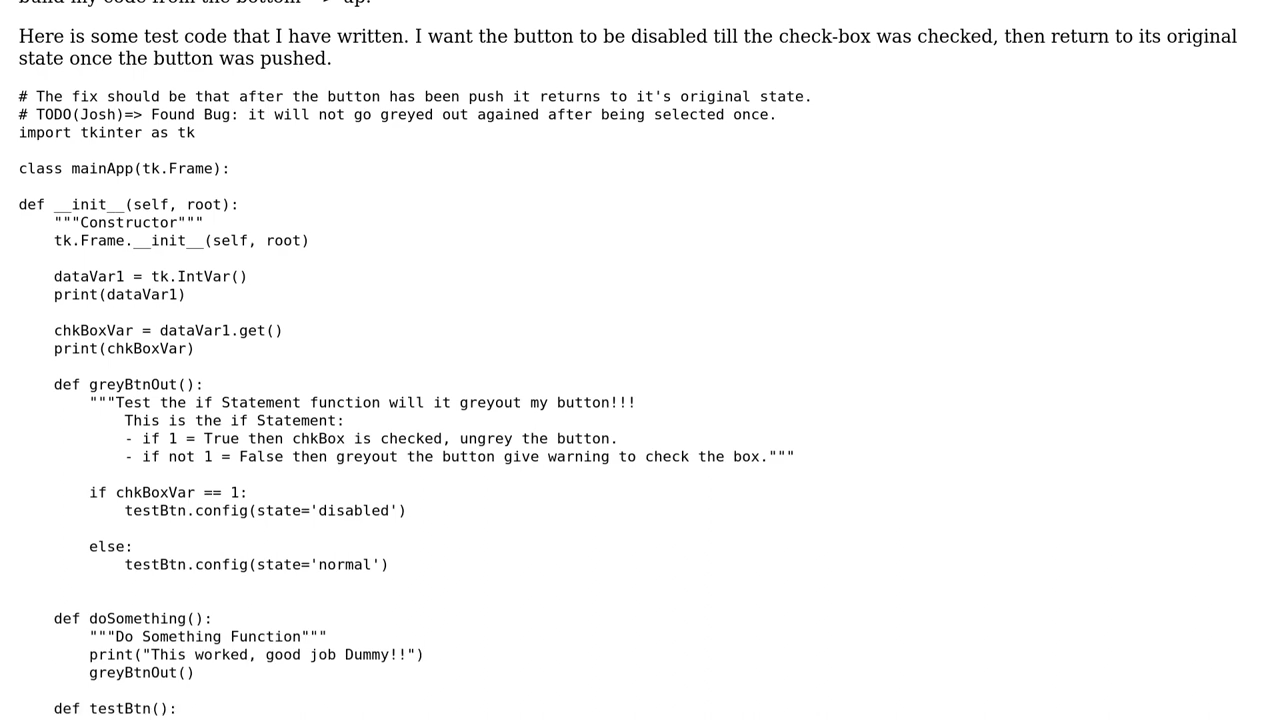 build my code from the bottom --> up!
Here is some test code that I have written. I want the button to be disabled till the check-box was checked, then return to its original
state once the button was pushed.
# The fix should be that after the button has been push it returns to it's original state.
# TODO(Josh)=> Found Bug: it will not go greyed out agained after being selected once.
import tkinter as tk
class mainApp(tk.Frame):
def __init__(self, root):
    """Constructor"""
    tk.Frame.__init__(self, root)
    dataVar1 = tk.IntVar()
    print(dataVar1)
    chkBoxVar = dataVar1.get()
    print(chkBoxVar)
    def greyBtnOut():
        """Test the if Statement function will it greyout my button!!!
            This is the if Statement:
            - if 1 = True then chkBox is checked, ungrey the button.
            - if not 1 = False then greyout the button give warning to check the box."""
        if chkBoxVar == 1:
            testBtn.config(state='disabled')
        else:
            testBtn.config(state='normal')
    def doSomething():
        """Do Something Function"""
        print("This worked, good job Dummy!!")
        greyBtnOut()
    def testBtn():